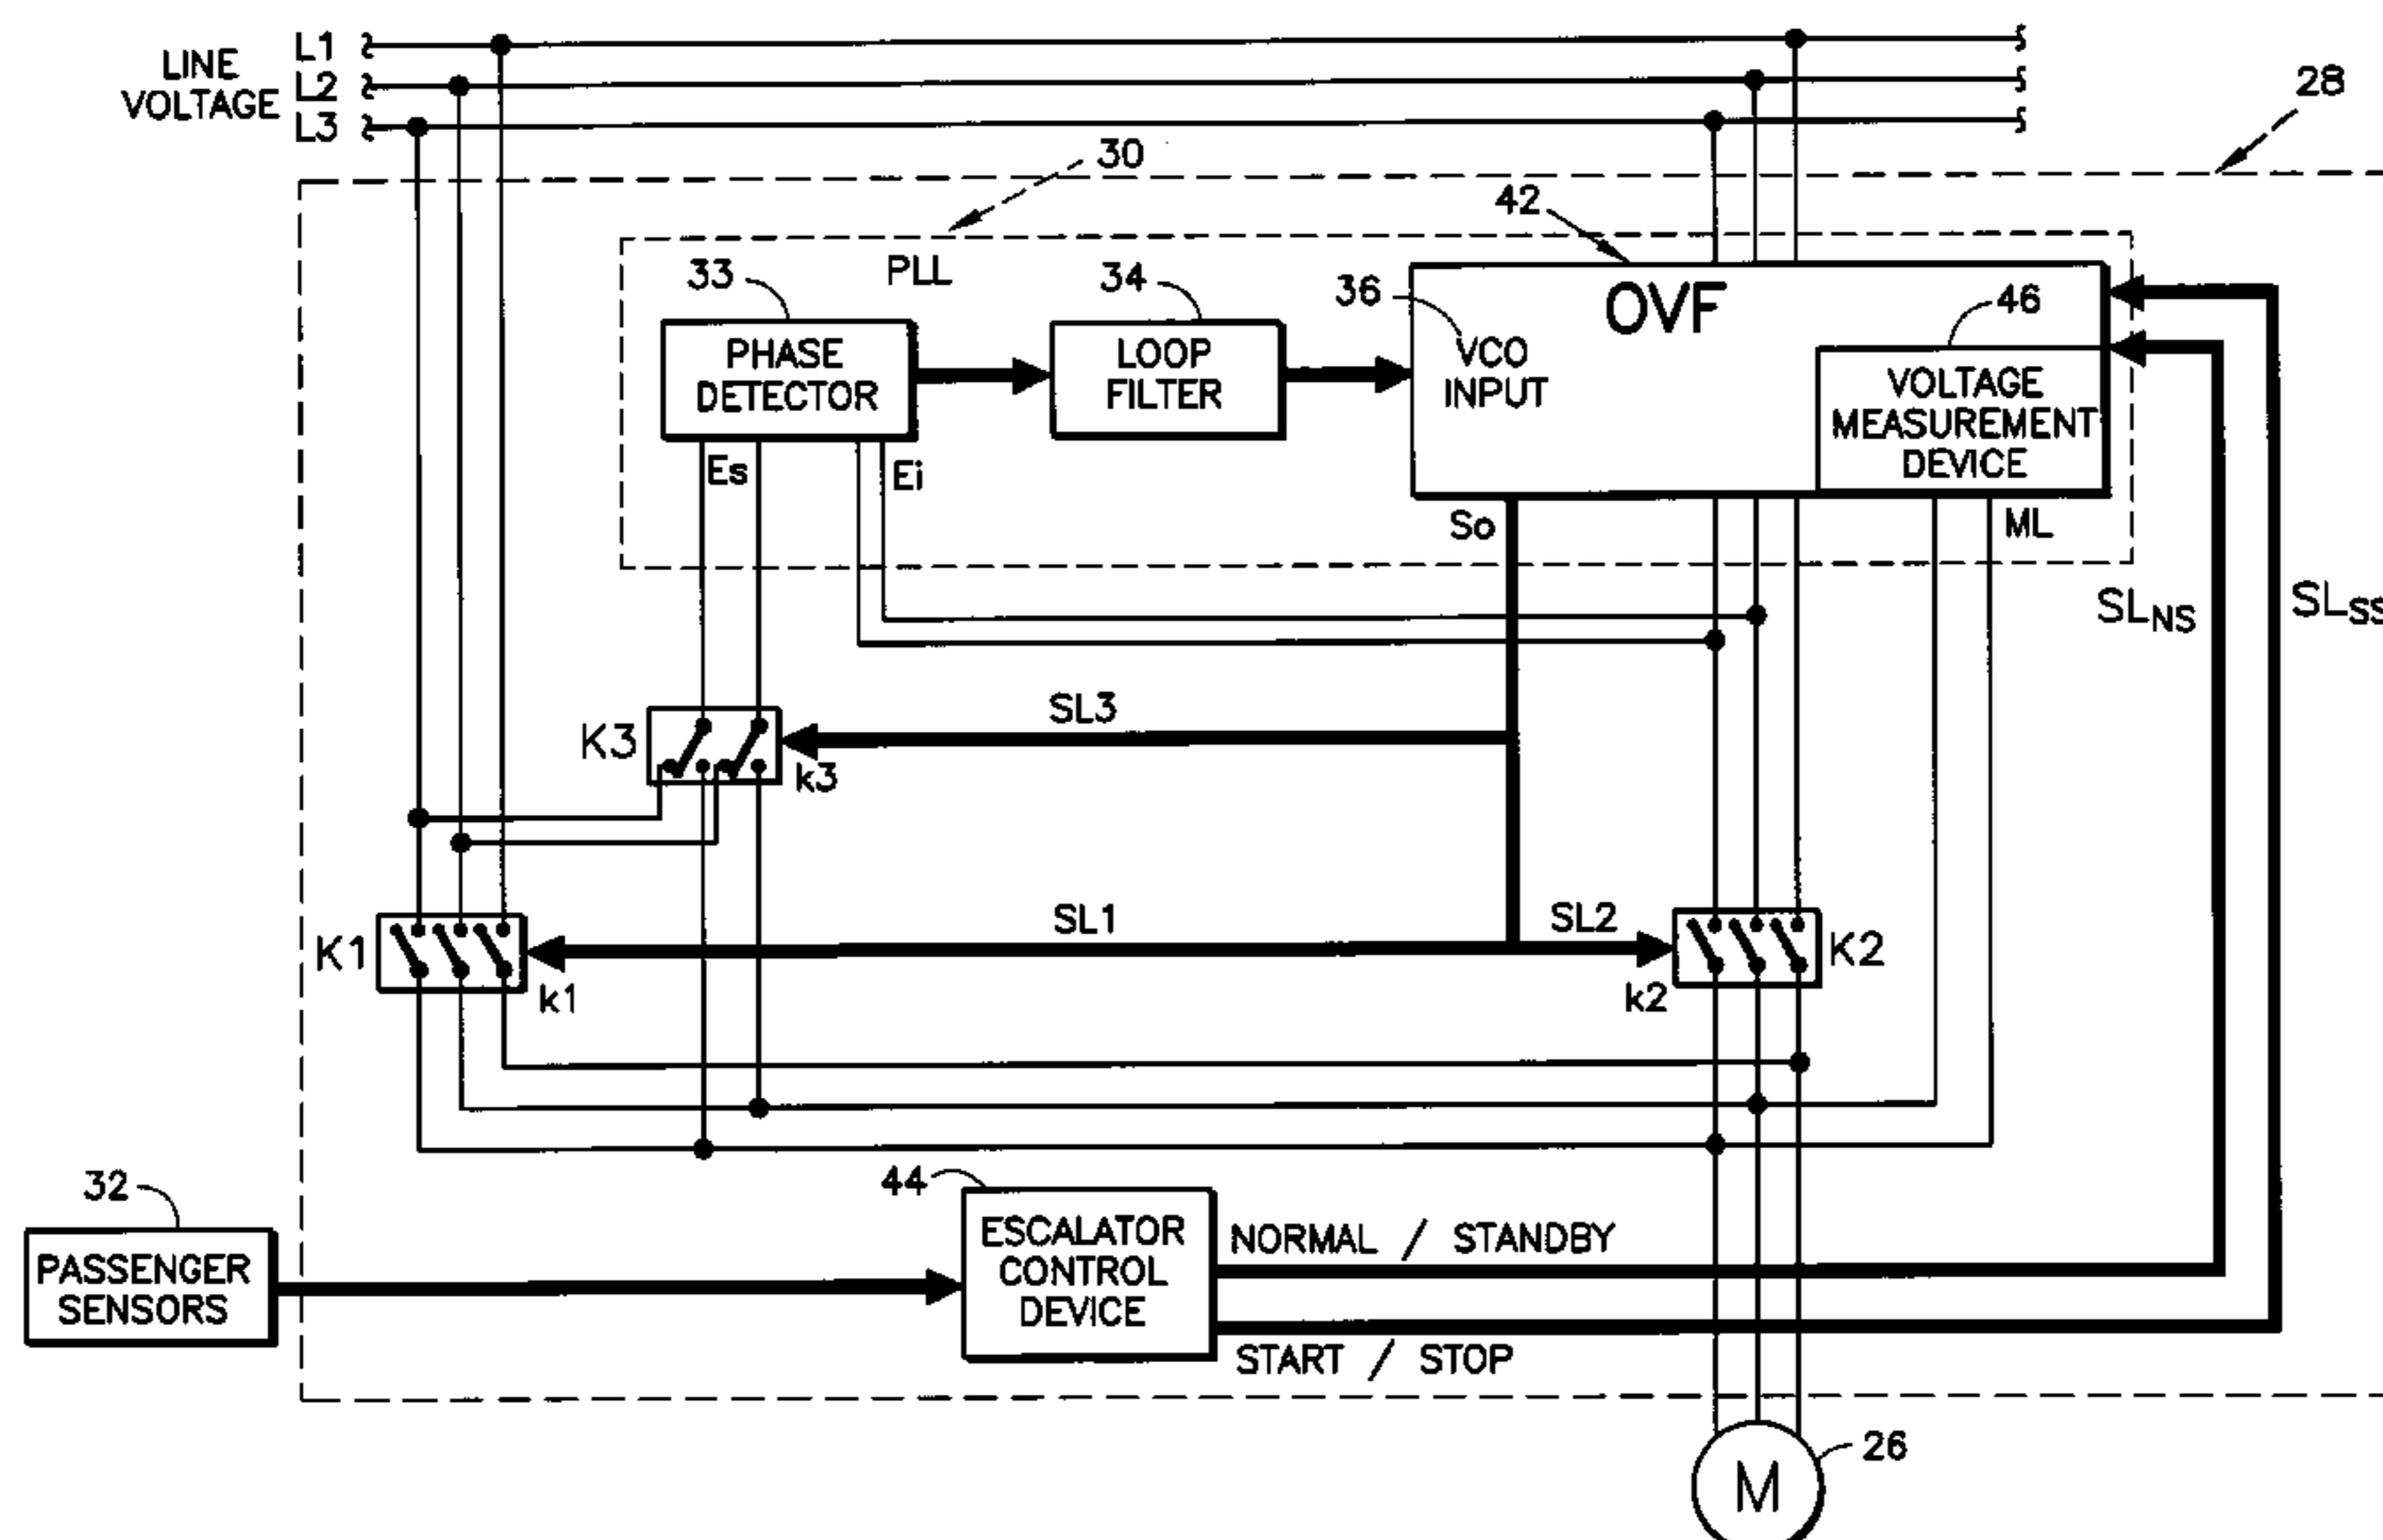 LINE
VOLTAGE
L1
L2
L3
28
30
42
PLL
33
34
36
OVF
46
PHASE
DETECTOR
LOOP
FILTER
VCO
INPUT
VOLTAGE
MEASUREMENT
DEVICE
Es
Ei
So
ML
SLNS
SLSS
K3
SL3
k3
K1
SL1
SL2
K2
k1
k2
32
44
PASSENGER
SENSORS
ESCALATOR
CONTROL
DEVICE
NORMAL / STANDBY
START / STOP
26
M